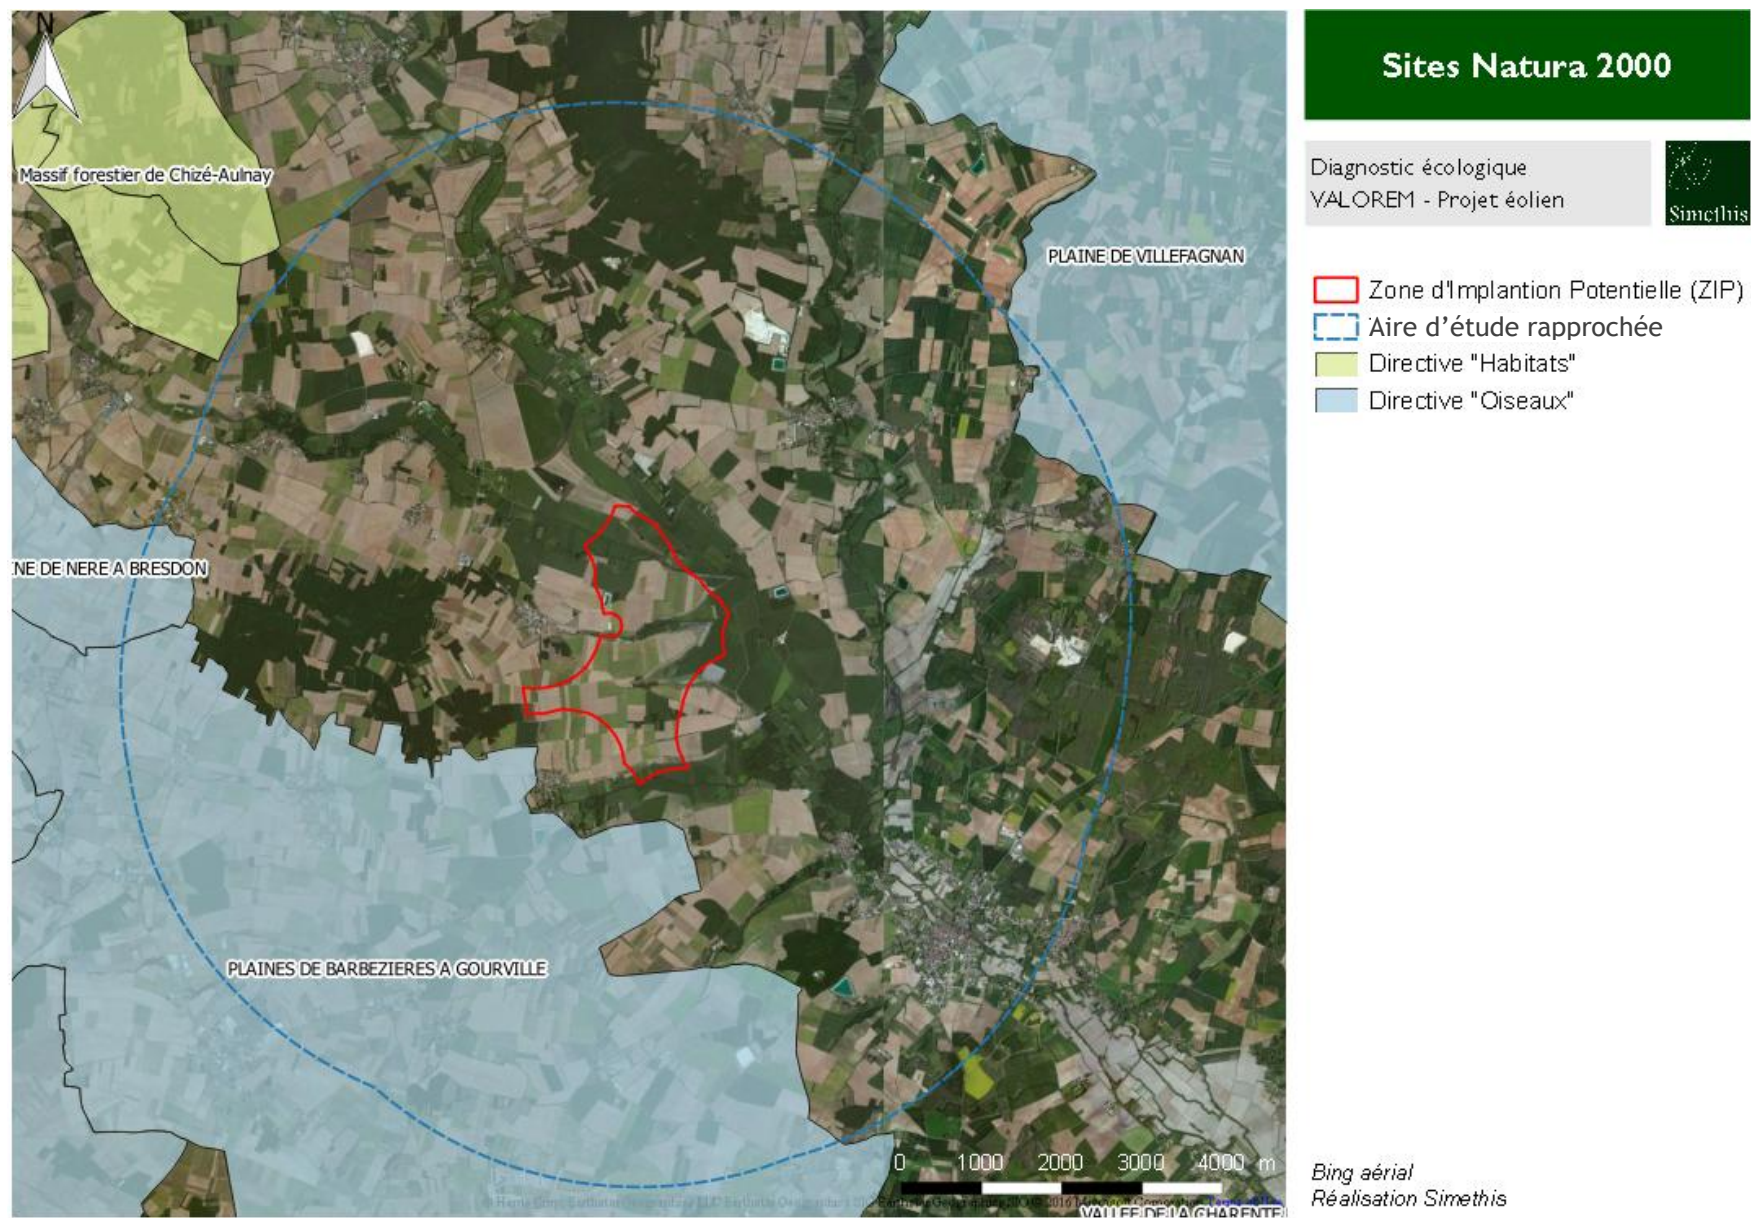 N
Massif forestier de Chizé-Aulnay
PLAINE DE VILLEFAGNAN
NE DE NERE A BRESDON
PLAINES DE BARBEZIERES A GOURVILLE
0 1000 2000 3000 4000 m
VALLEE DE LA CHARENTE
Sites Natura 2000
Diagnostic écologique
VALOREM - Projet éolien
Simethis
Zone d'Implantion Potentielle (ZIP)
Aire d’étude rapprochée
Directive "Habitats"
Directive "Oiseaux"
Bing aérial
Réalisation Simethis